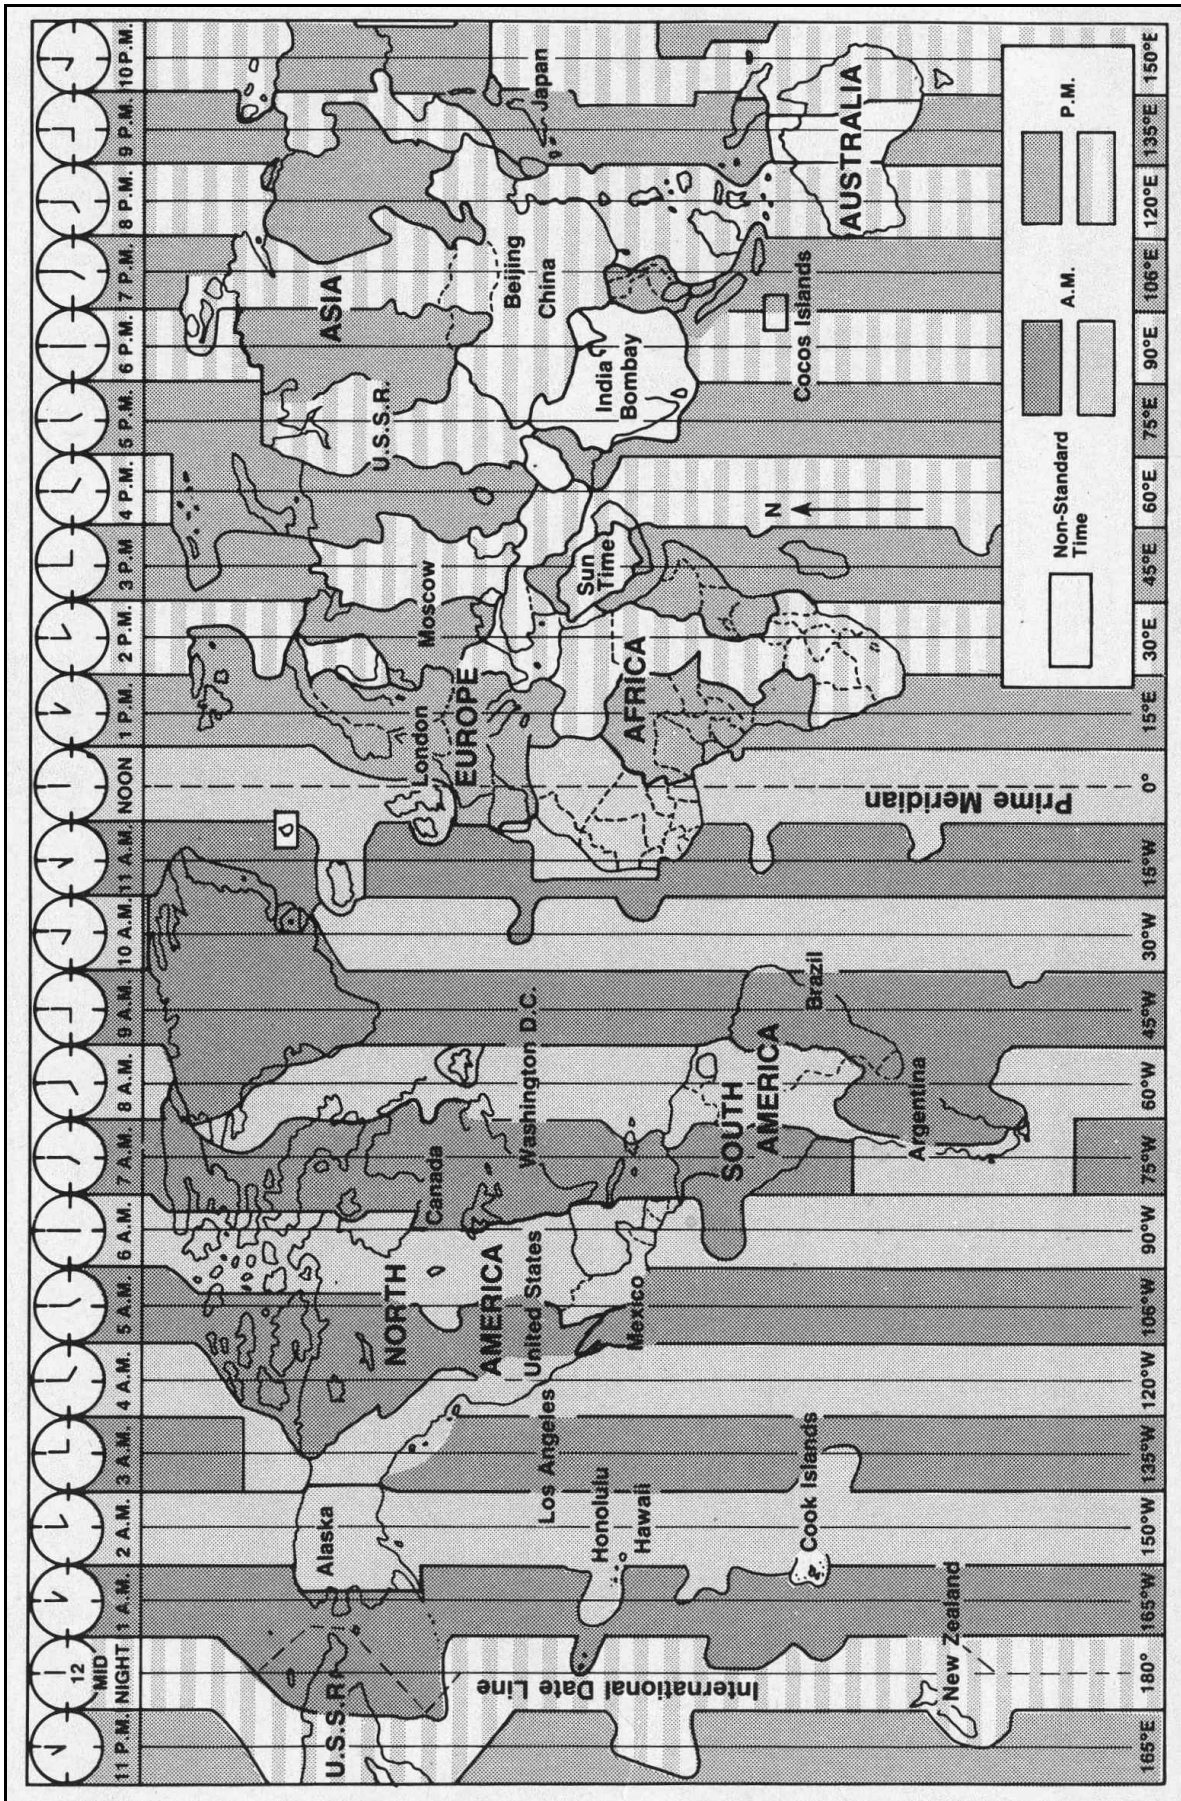 11 P.M.
12
MID
NIGHT
1 A.M.
2 A.M.
3 A.M.
4 A.M.
5 A.M.
6 A.M.
7 A.M.
8 A.M.
9 A.M.
10 A.M.
11 A.M.
NOON
1 P.M.
2 P.M.
3 P.M
4 P.M.
5 P.M.
6 P.M.
7 P.M.
8 P.M.
9 P.M.
10 P.M.
U.S.S.R.
Alaska
NORTH
AMERICA
Canada
United States
Washington D.C.
Los Angeles
Mexico
Honolulu
Hawaii
Cook Islands
New Zealand
International Date Line
SOUTH
AMERICA
Brazil
Argentina
London
EUROPE
Moscow
AFRICA
Sun
Time
Prime Meridian
U.S.S.R.
ASIA
Beijing
China
India
Bombay
Japan
Cocos Islands
AUSTRALIA
N
Non-Standard
Time
A.M.
P.M.
165°E
180°
165°W
150°W
135°W
120°W
106°W
90°W
75°W
60°W
45°W
30°W
15°W
0°
15°E
30°E
45°E
60°E
75°E
90°E
106°E
120°E
135°E
150°E